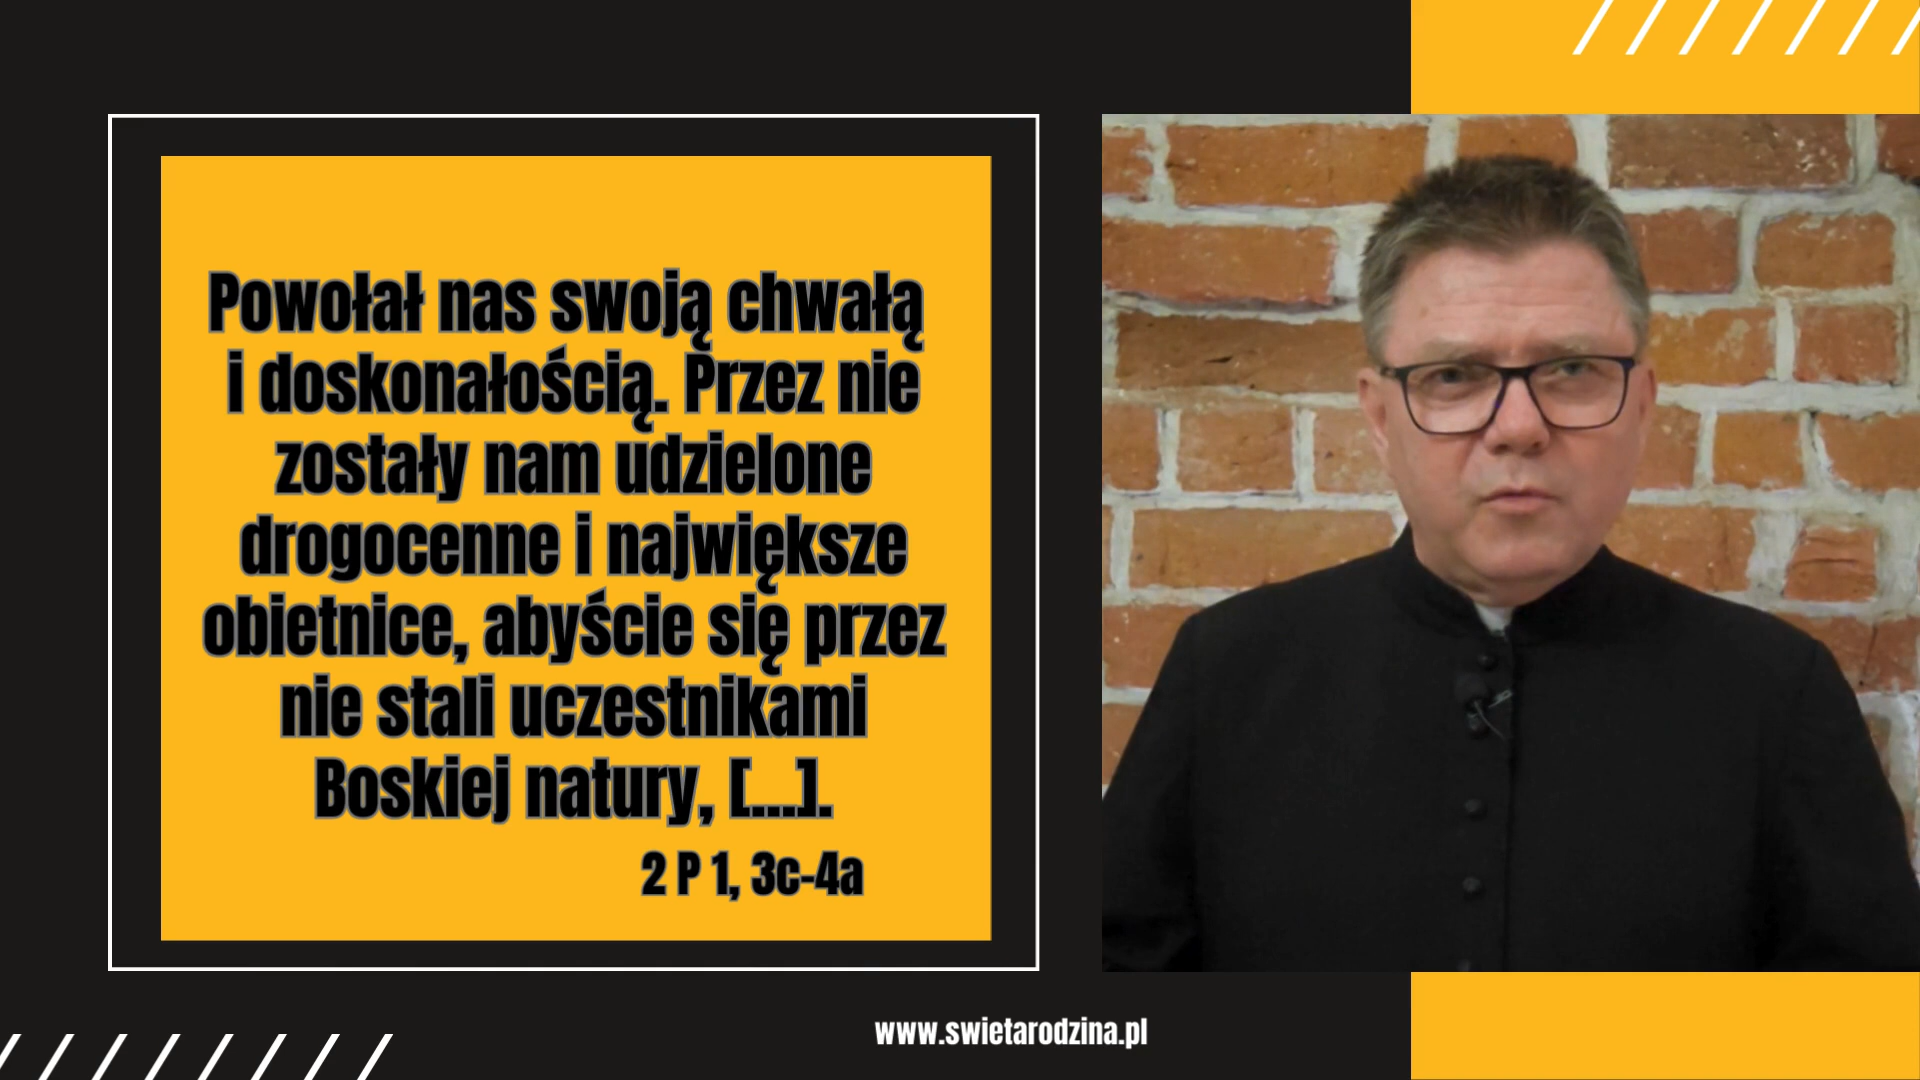 Powołał nas swoją chwałą
i doskonałością. Przez nie
zostały nam udzielone
drogocenne i największe
obietnice, abyście się przez
nie stali uczestnikami
Boskiej natury, [...].
2 P 1, 3c-4a
www.swietarodzina.pl